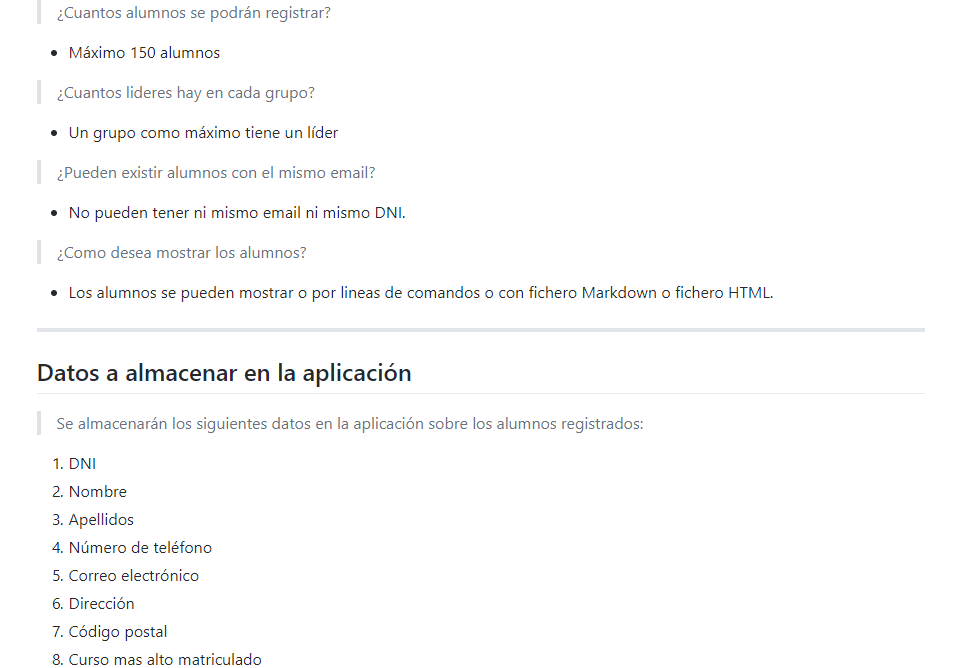 ¿Cuantos alumnos se podrán registrar?
• Máximo 150 alumnos
¿Cuantos lideres hay en cada grupo?
• Un grupo como máximo tiene un líder
¿Pueden existir alumnos con el mismo email?
• No pueden tener ni mismo email ni mismo DNI.
¿Como desea mostrar los alumnos?
• Los alumnos se pueden mostrar o por lineas de comandos o con fichero Markdown o fichero HTML.
Datos a almacenar en la aplicación
Se almacenarán los siguientes datos en la aplicación sobre los alumnos registrados:
1. DNI
2. Nombre
3. Apellidos
4. Número de teléfono
5. Correo electrónico
6. Dirección
7. Código postal
8. Curso mas alto matriculado